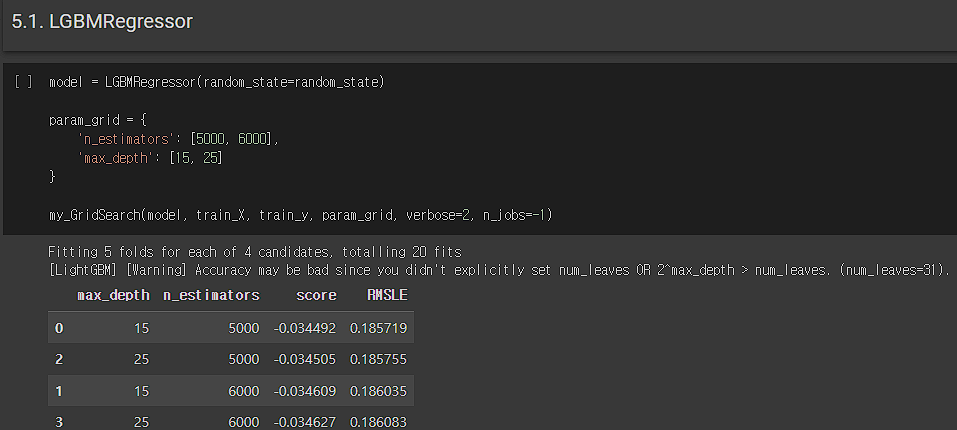 5.1. LGBMRegressor
[ ] model = LGBMRegressor(random_state=random_state)
param_grid = {
'n_estimators': [5000, 6000],
'max_depth': [15, 25]
}
my_GridSearch(model, train_X, train_y, param_grid, verbose=2, n_jobs=-1)
Fitting 5 folds for each of 4 candidates, totalling 20 fits
[LightGBM] [Warning] Accuracy may be bad since you didn't explicitly set num_leaves OR 2^max_depth > num_leaves. (num_leaves=31).
max_depth n_estimators score RMSLE
0 15 5000 -0.034492 0.185719
2 25 5000 -0.034505 0.185755
1 15 6000 -0.034609 0.186035
3 25 6000 -0.034627 0.186083